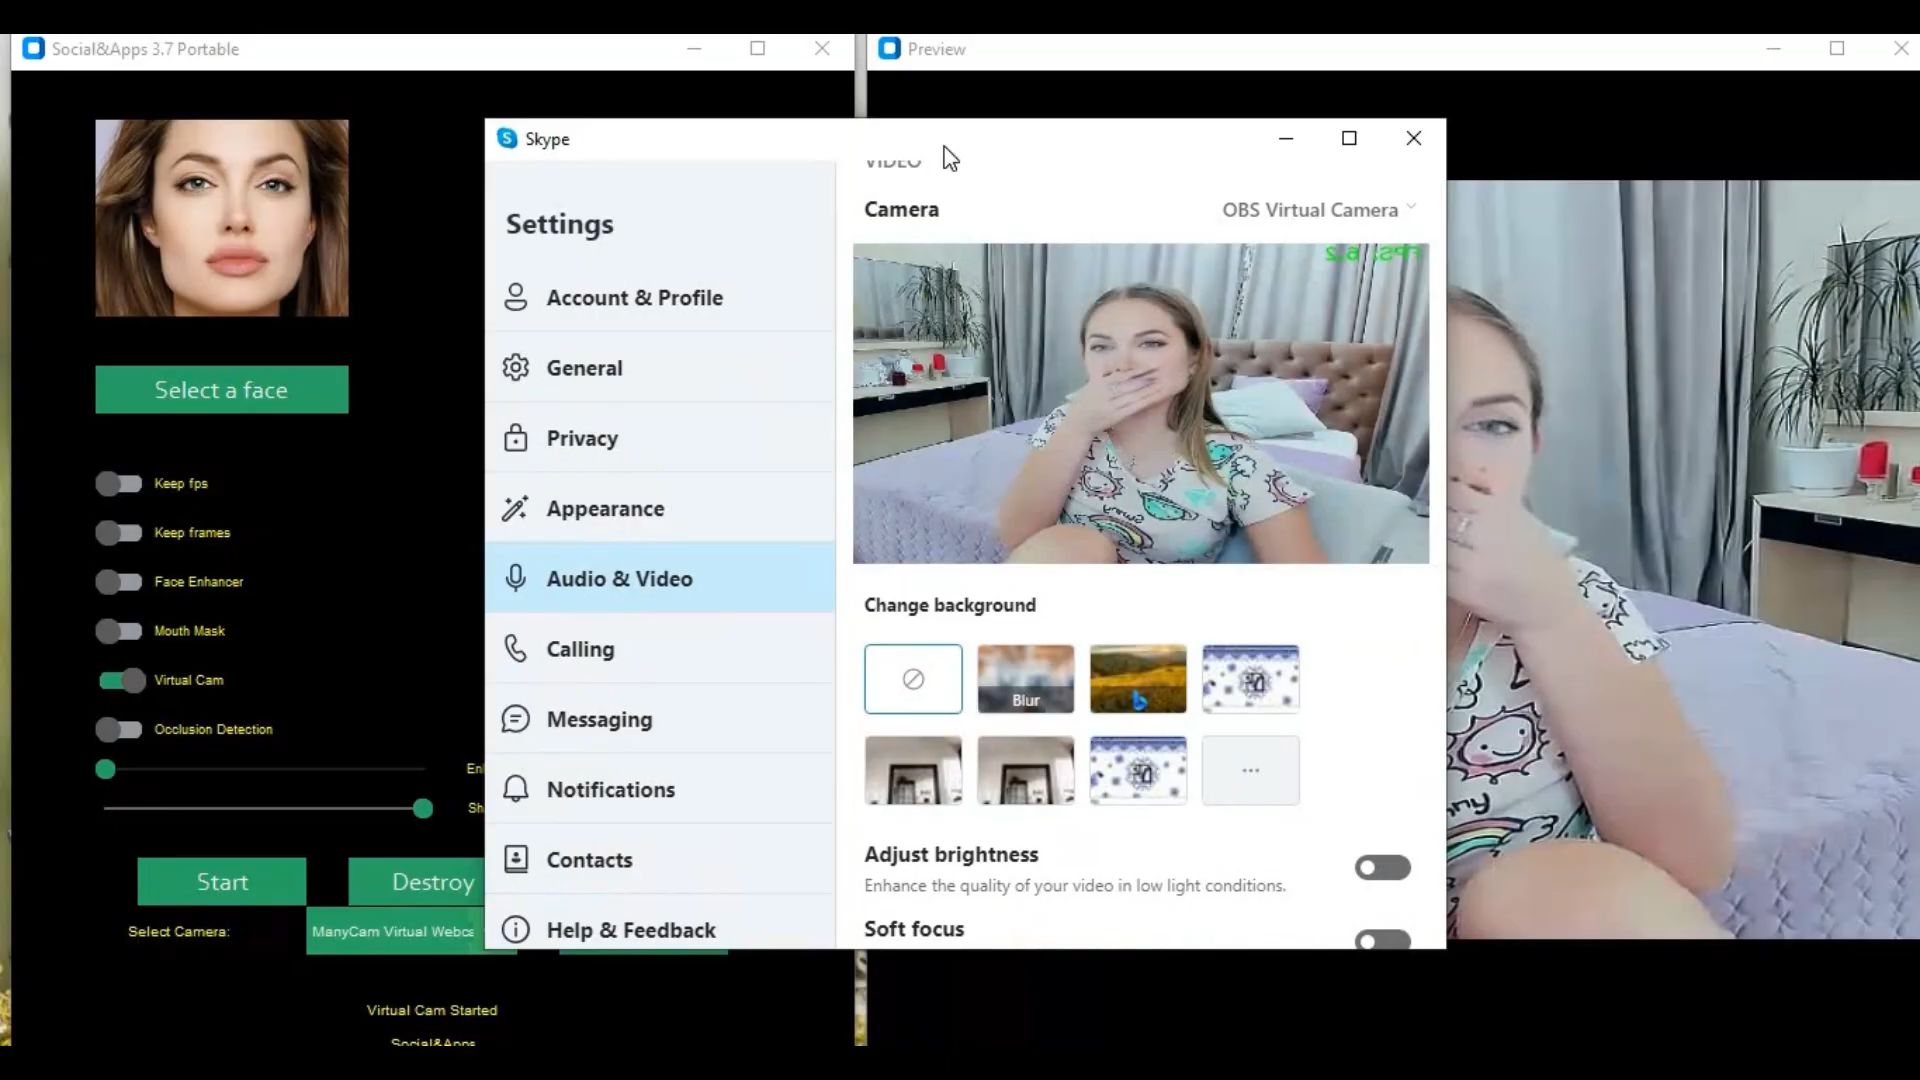 Social&Apps 3.7 Portable
Select a face
Keep fps
Keep frames
Face Enhancer
Mouth Mask
Virtual Cam
Occlusion Detection
Start
Destroy
Select Camera:
ManyCam Virtual Webca
Virtual Cam Started
Social&Apps
Skype
Settings
Account & Profile
General
Privacy
Appearance
Audio & Video
Calling
Messaging
Notifications
Contacts
Help & Feedback
VIDEO
Camera
OBS Virtual Camera
Change background
Blur
Adjust brightness
Enhance the quality of your video in low light conditions.
Soft focus
Preview